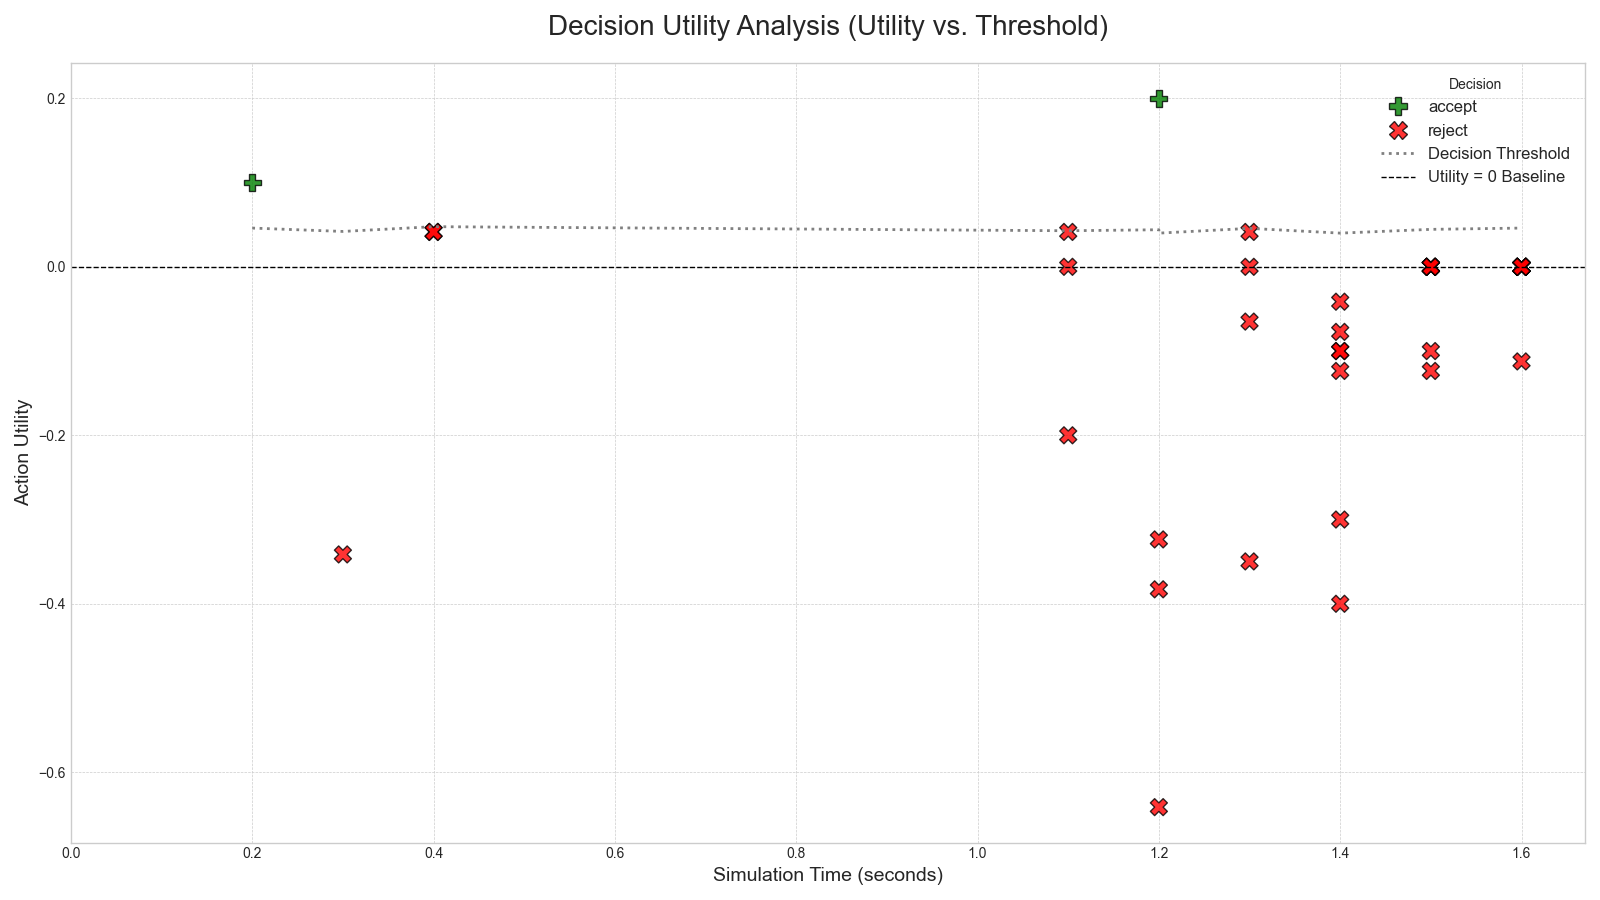 Decision Utility Analysis (Utility vs. Threshold)
Decision
accept
reject
Decision Threshold
Utility = 0 Baseline
Action Utility
0.2
0.0
−0.2
−0.4
−0.6
0.0 0.2 0.4 0.6 0.8 1.0 1.2 1.4 1.6
Simulation Time (seconds)